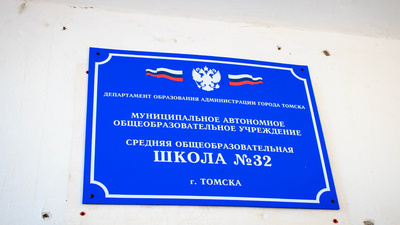 ДЕПАРТАМЕНТ ОБРАЗОВАНИЯ АДМИНИСТРАЦИИ ГОРОДА ТОМСКА
МУНИЦИПАЛЬНОЕ АВТОНОМНОЕ
ОБЩЕОБРАЗОВАТЕЛЬНОЕ УЧРЕЖДЕНИЕ
СРЕДНЯЯ ОБЩЕОБРАЗОВАТЕЛЬНАЯ
ШКОЛА №32
г. ТОМСКА